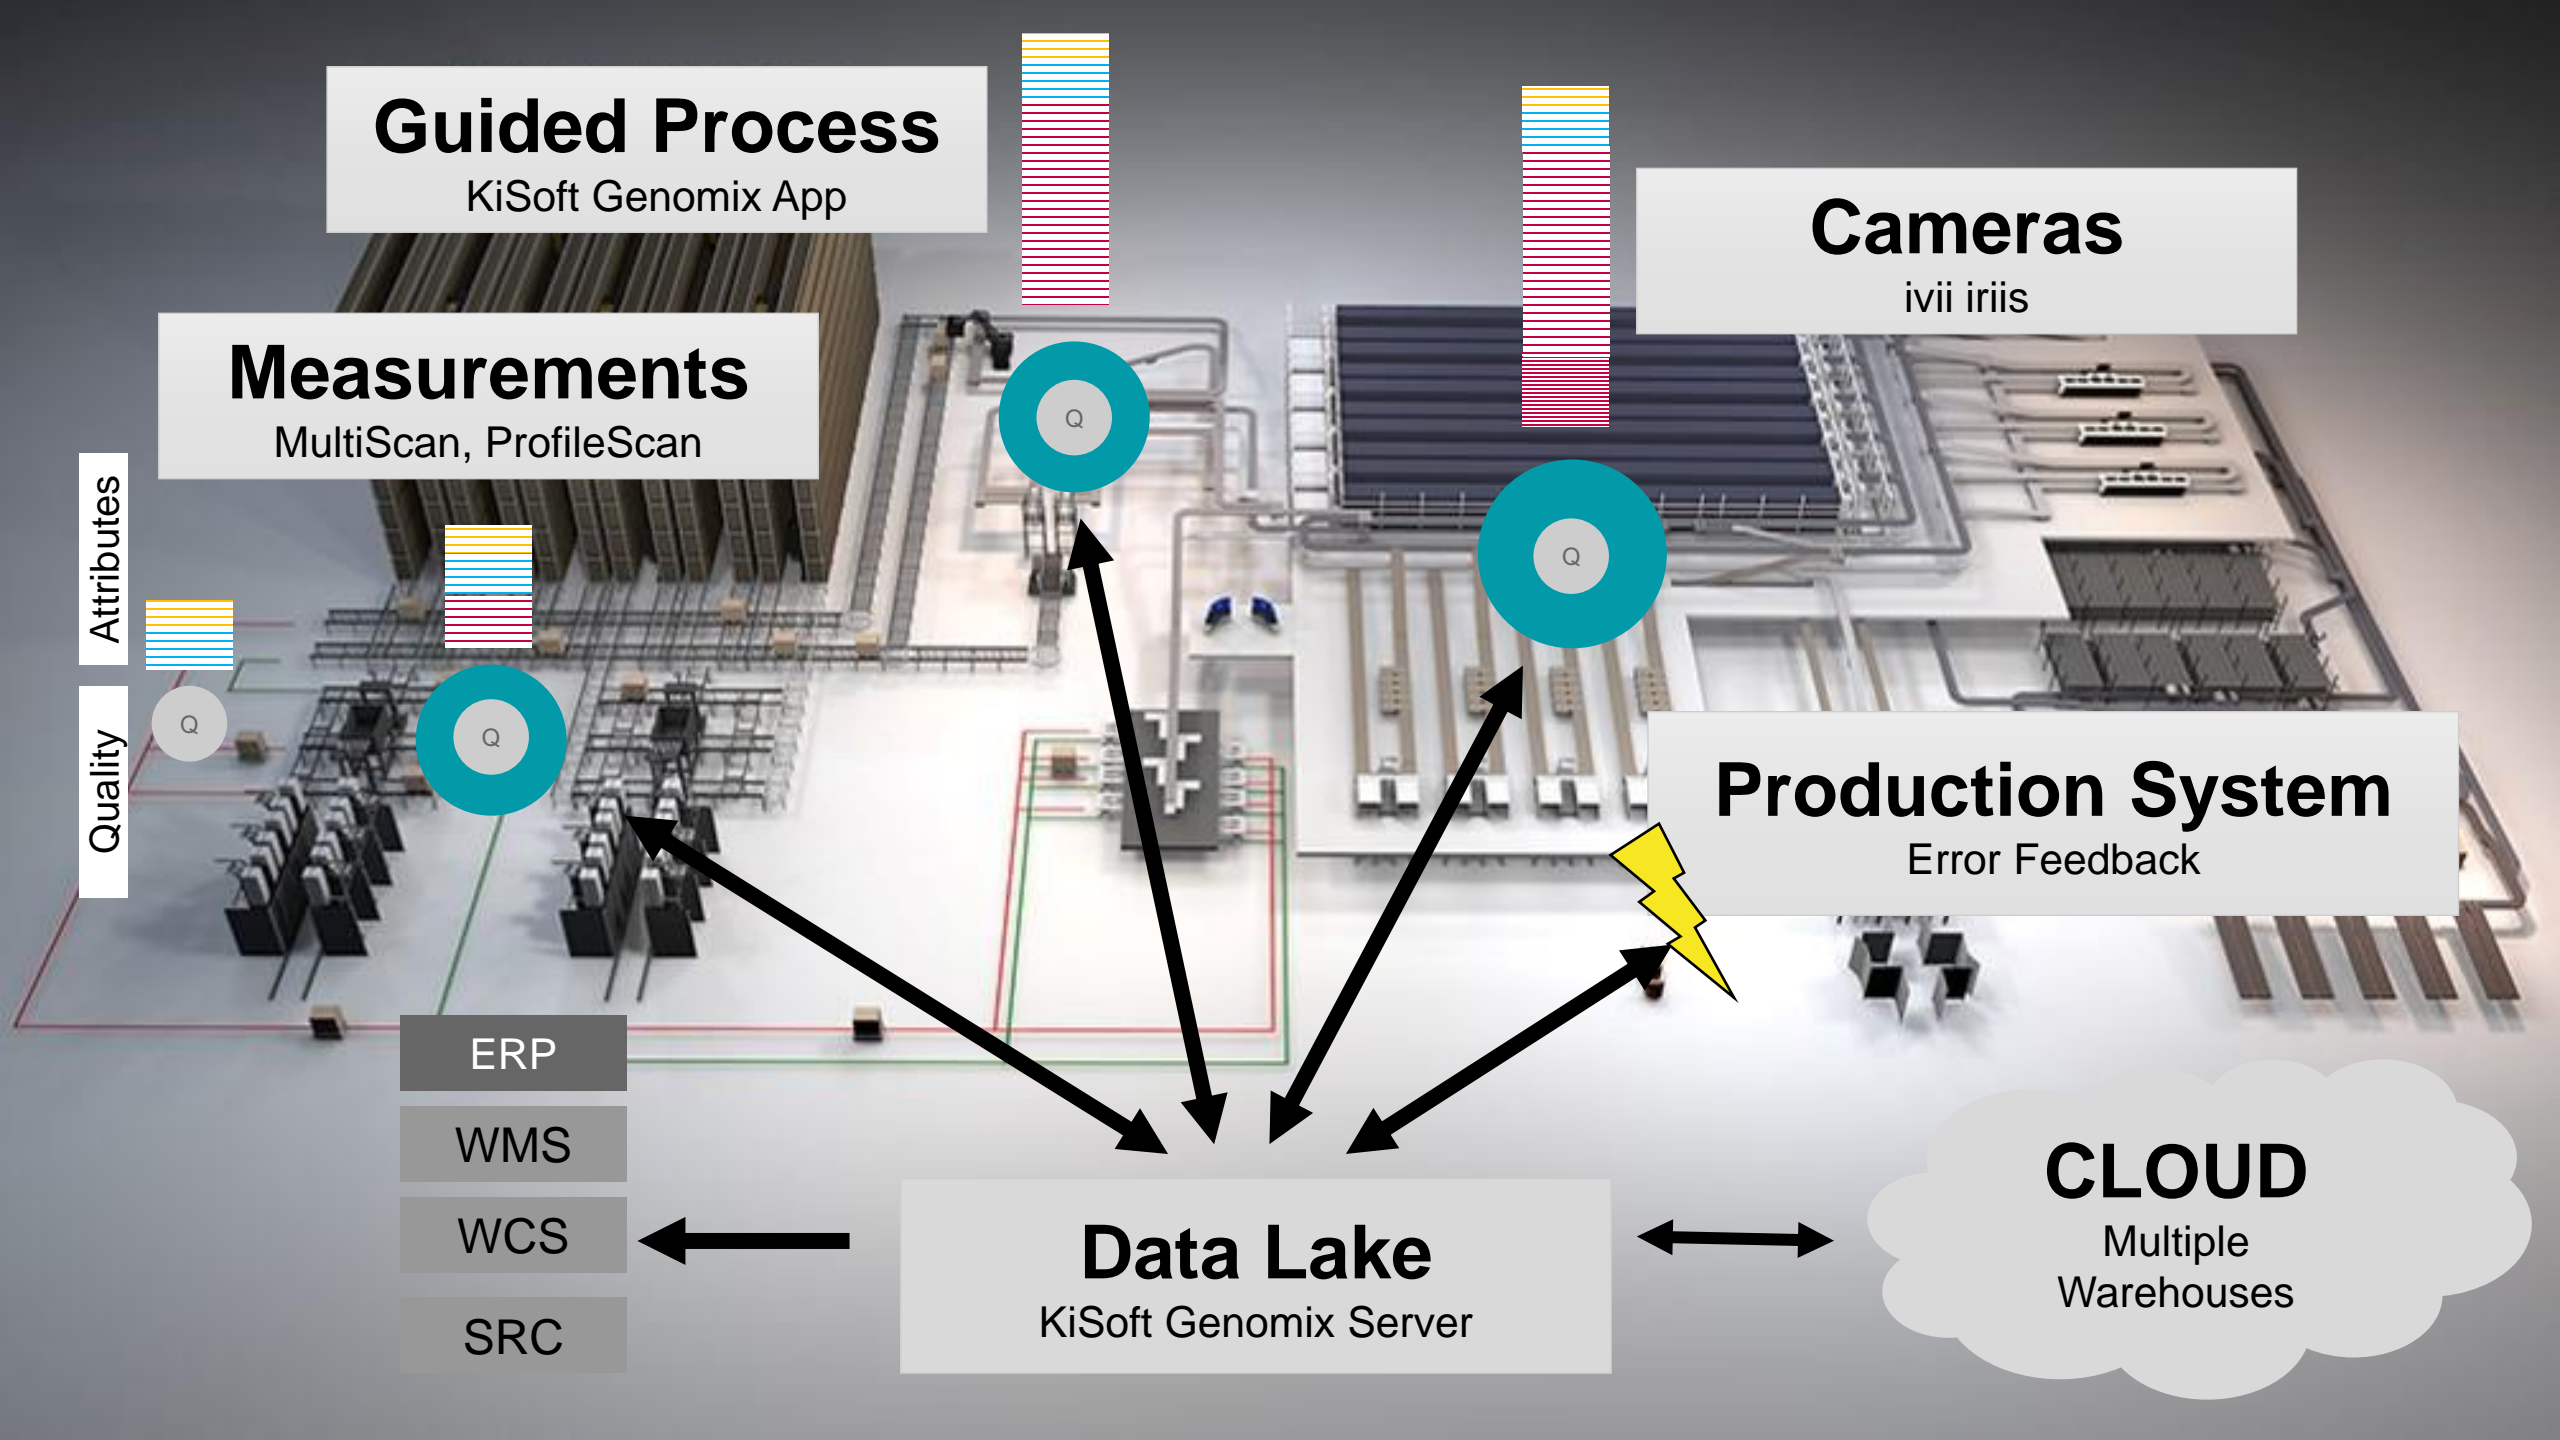 Guided Process
KiSoft Genomix App
Cameras
ivii iriis
Measurements
MultiScan, ProfileScan
Q
Attributes
Q
Q
Quality
Q
Production System
Error Feedback
ERP
WMS
WCS
SRC
Data Lake
KiSoft Genomix Server
CLOUD
Multiple
Warehouses